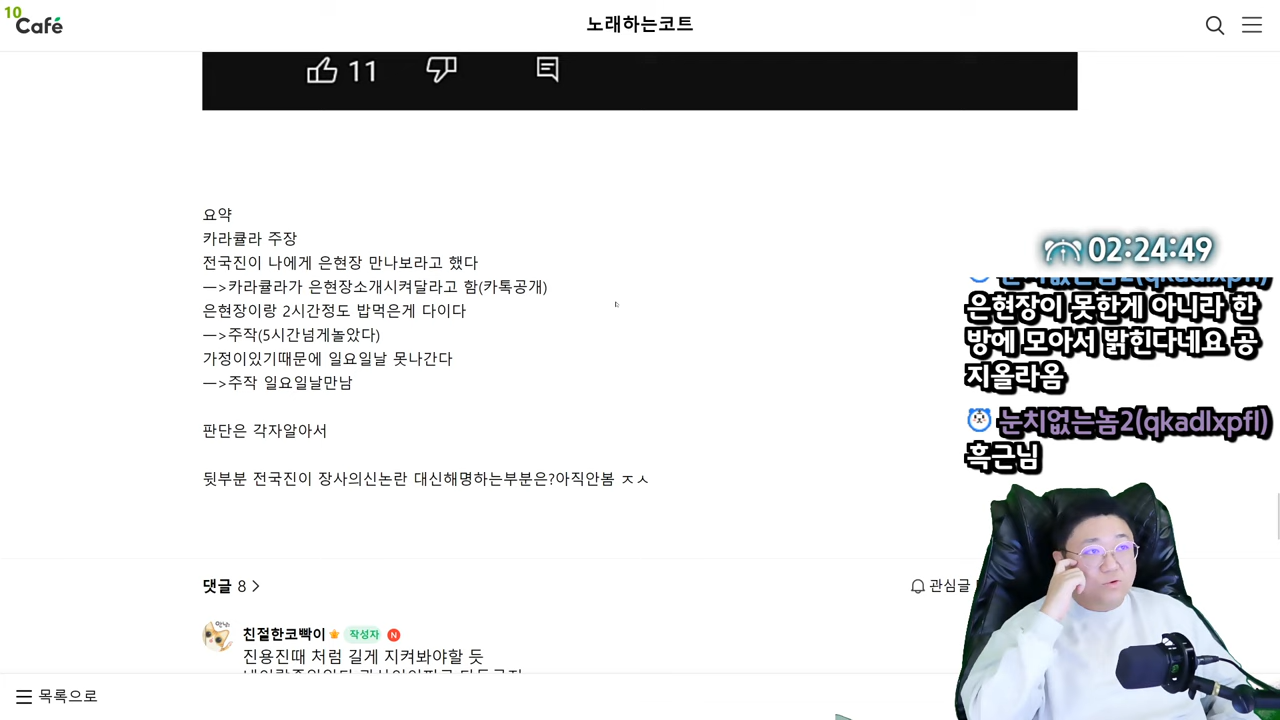 10
Café
노래하는코트
11
요약
카라큘라 주장
전국진이 나에게 은현장 만나보라고 했다
—>카라큘라가 은현장소개시켜달라고 함(카톡공개)
은현장이랑 2시간정도 밥먹은게 다이다
—>주작(5시간넘게놀았다)
가정이있기때문에 일요일날 못나간다
—>주작 일요일날만남
판단은 각자알아서
뒷부분 전국진이 장사의신논란 대신해명하는부분은?아직안봄 ㅈㅅ
02:24:49
눈치없는놈2(qkadlxpfl)
은현장이 못한게 아니라 한
방에 모아서 밝힌다네요 공
지올라옴
눈치없는놈2(qkadlxpfl)
흑근님
댓글 8 >
관심글
친절한코빡이 작성자 N
진용진때 처럼 길게 지켜봐야할 듯
목록으로